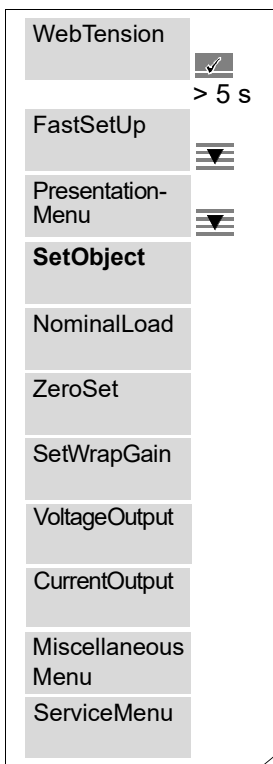 WebTension
> 5 s
FastSetUp
Presentation-
Menu
SetObject
NominalLoad
ZeroSet
SetWrapGain
VoltageOutput
CurrentOutput
Miscellaneous
Menu
ServiceMenu